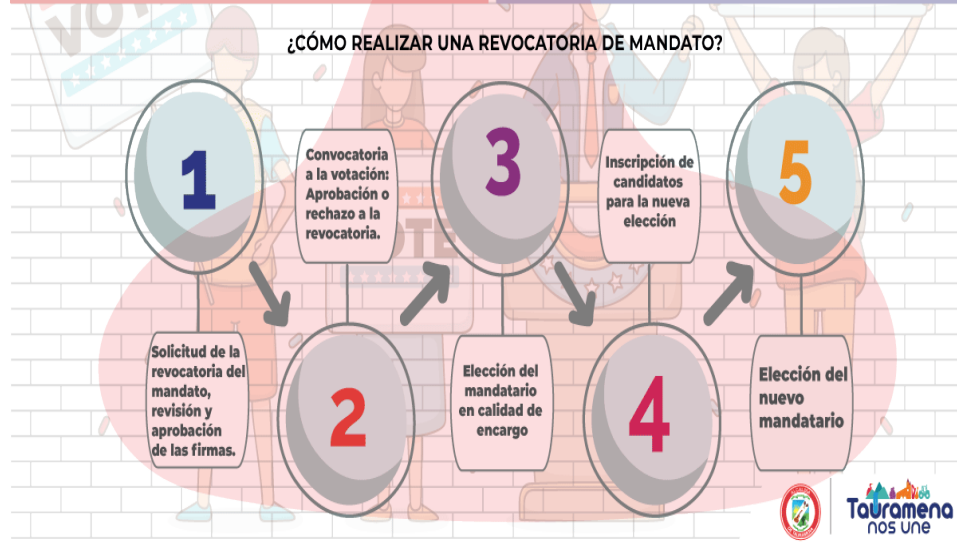 VOTE
¿CÓMO REALIZAR UNA REVOCATORIA DE MANDATO?
1
Solicitud de la
revocatoria del
mandato,
revisión y
aprobación
de las firmas.
2
Convocatoria
a la votación:
Aprobación o
rechazo a la
revocatoria.
VOTE
3
Elección del
mandatario
en calidad de
encargo
4
Inscripción de
candidatos
para la nueva
elección
5
Elección del
nuevo
mandatario
Tauramena
nos une